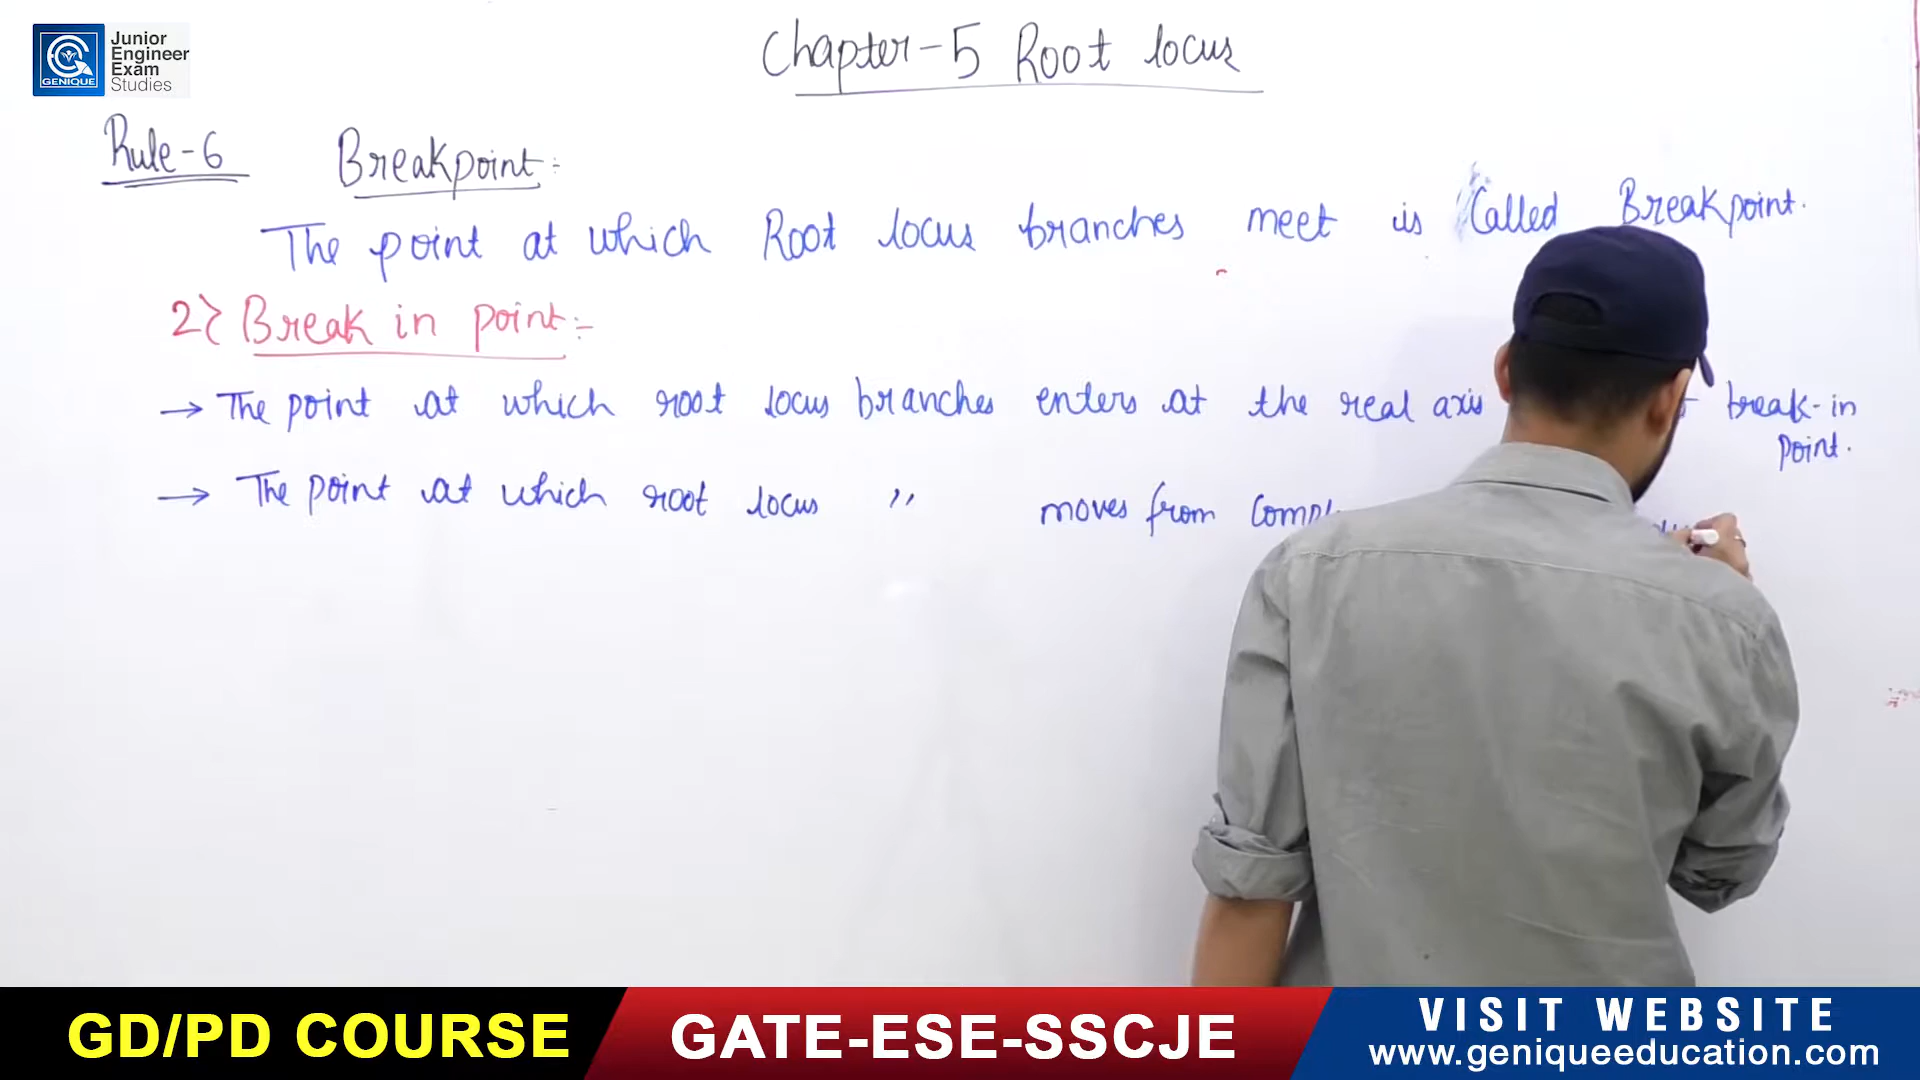 Junior
Engineer
Exam
Studies
GENIQUE
Chapter-5 Root locus
Rule-6 Breakpoint:-
The point at which Root locus branches meet is Called Breakpoint.
2} Break in point:-
→ The point at which root locus branches enters at the real axis break-in
point.
→ The point at which root locus " moves from
GD/PD COURSE
GATE-ESE-SSCJE
VISIT WEBSITE
www.geniqueeducation.com